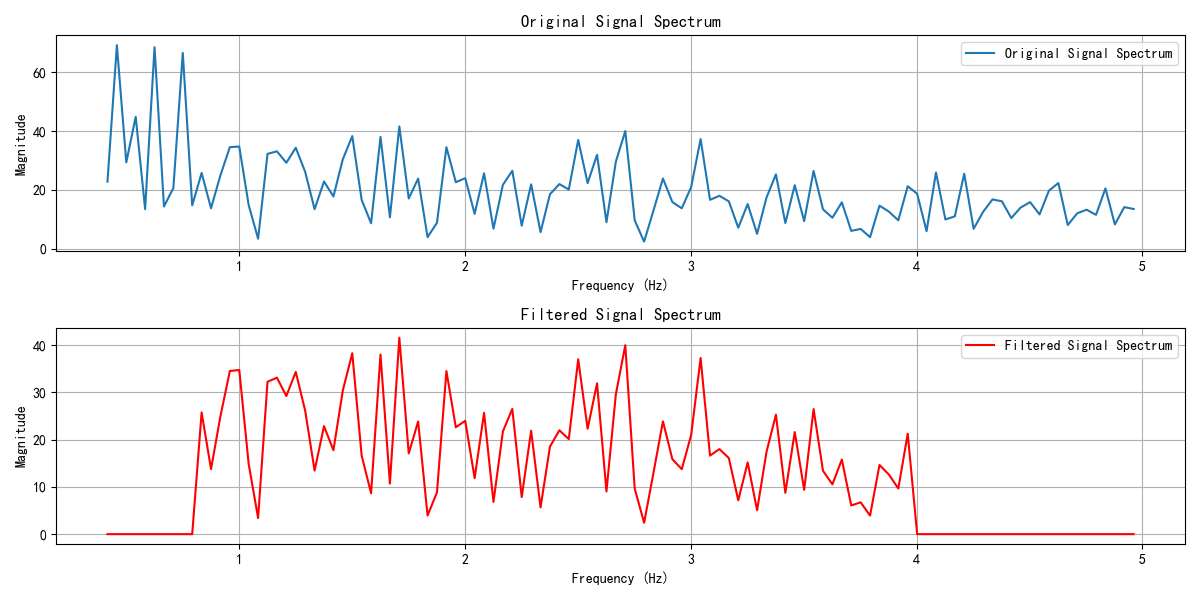 Original Signal Spectrum
Original Signal Spectrum
Magnitude
60
40
20
0
1 2 3 4 5
Frequency (Hz)
Filtered Signal Spectrum
Filtered Signal Spectrum
Magnitude
40
30
20
10
0
1 2 3 4 5
Frequency (Hz)